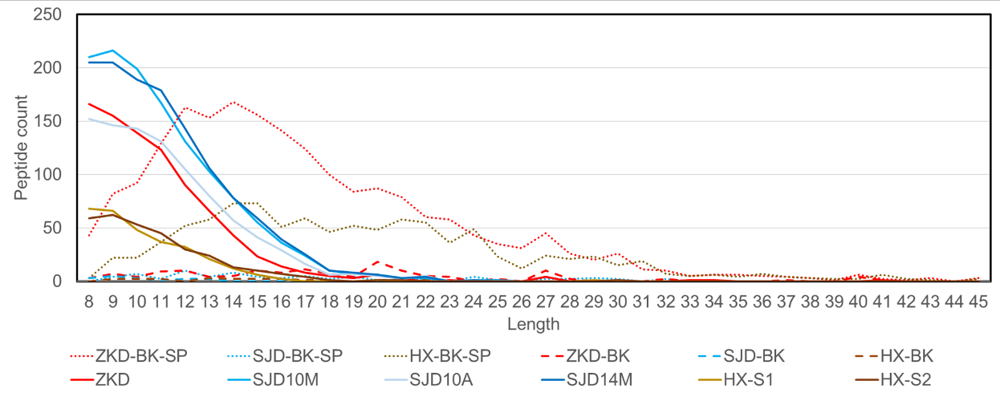 250
200
150
100
50
0
Peptide count
8 9 10 11 12 13 14 15 16 17 18 19 20 21 22 23 24 25 26 27 28 29 30 31 32 33 34 35 36 37 38 39 40 41 42 43 44 45
Length
ZKD-BK-SP SJD-BK-SP HX-BK-SP ZKD-BK SJD-BK HX-BK
ZKD SJD10M SJD10A SJD14M HX-S1 HX-S2